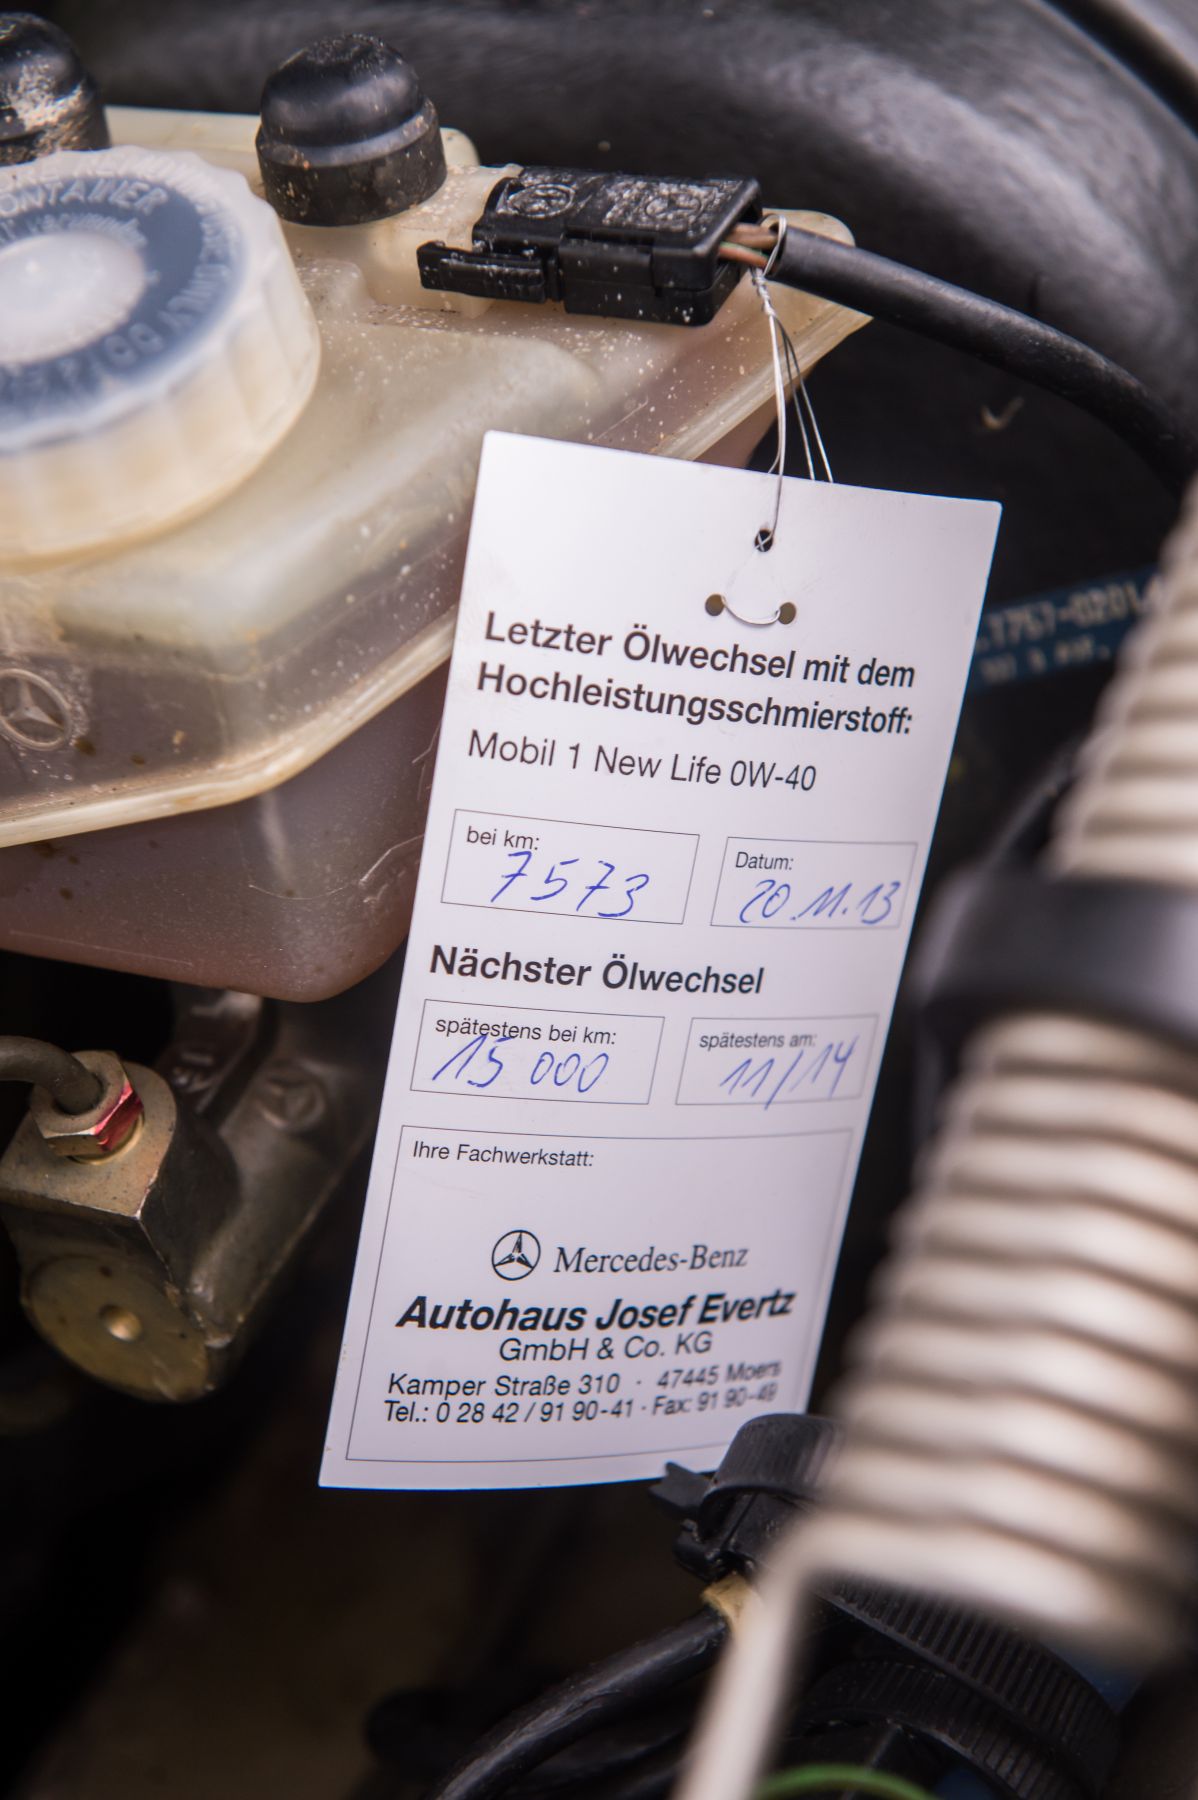 CONTAINER
Letzter Ölwechsel mit dem
Hochleistungsschmierstoff:
Mobil 1 New Life 0W-40
bei km:
7573
Datum:
20.11.13
Nächster Ölwechsel
spätestens bei km:
15 000
spätestens am:
11/14
Ihre Fachwerkstatt:
Mercedes-Benz
Autohaus Josef Evertz
GmbH & Co. KG
Kamper Straße 310 · 47445 Moers
Tel.: 0 28 42 / 91 90-41 · Fax: 91 90-49